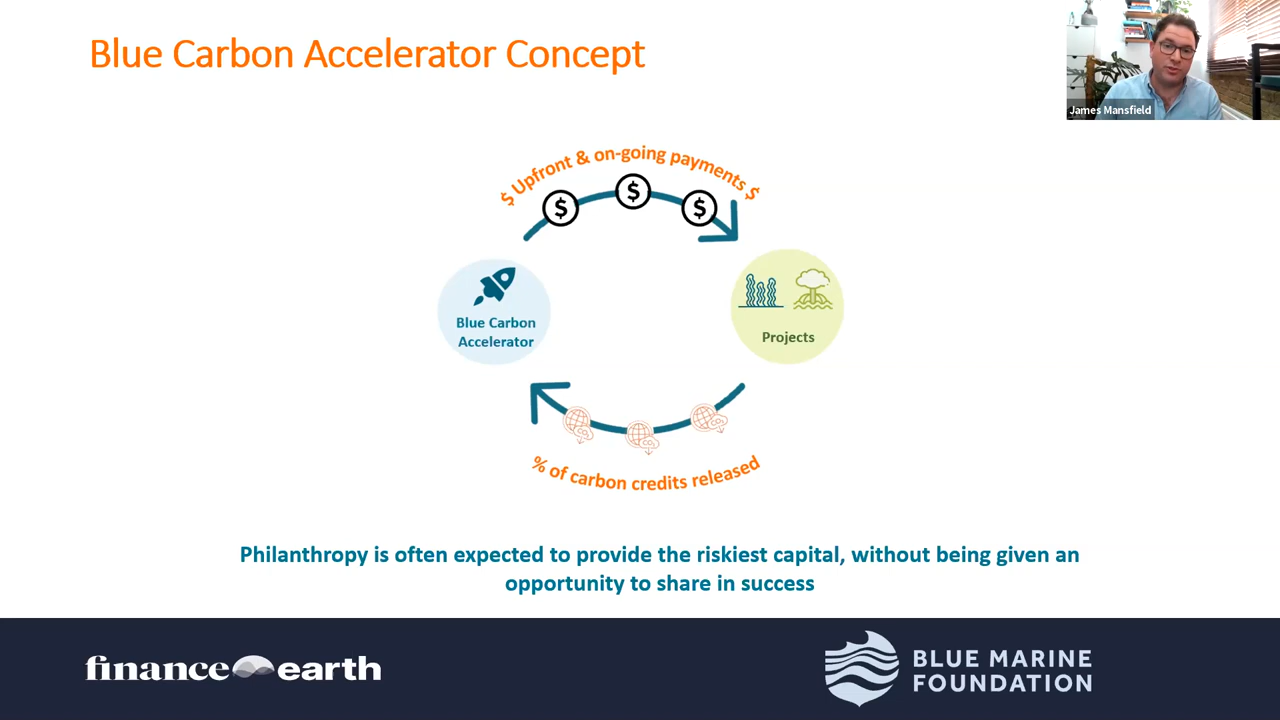 Blue Carbon Accelerator Concept
James Mansfield
$ Upfront & on-going payments $
$ $ $
Blue Carbon
Accelerator
Projects
% of carbon credits released
Philanthropy is often expected to provide the riskiest capital, without being given an
opportunity to share in success
finance earth
BLUE MARINE
FOUNDATION